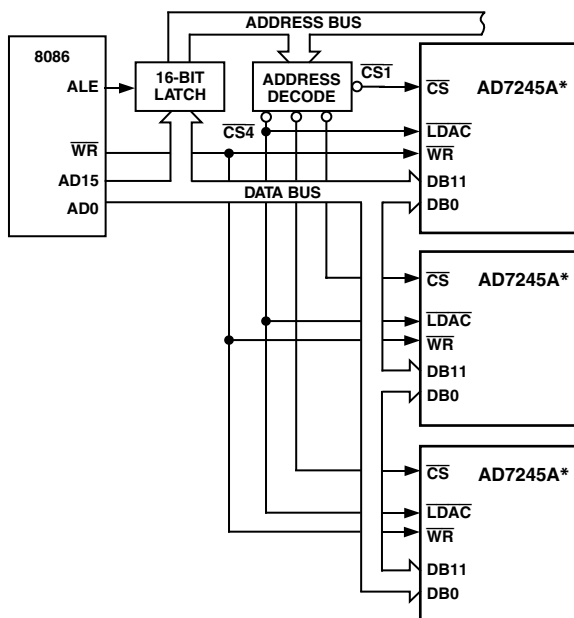 ADDRESS BUS
8086
ALE
16-BIT
LATCH
ADDRESS
DECODE
CS1
CS
AD7245A*
CS4
LDAC
WR
WR
AD15
DB11
DATA BUS
AD0
DB0
CS
AD7245A*
LDAC
WR
DB11
DB0
CS
AD7245A*
LDAC
WR
DB11
DB0